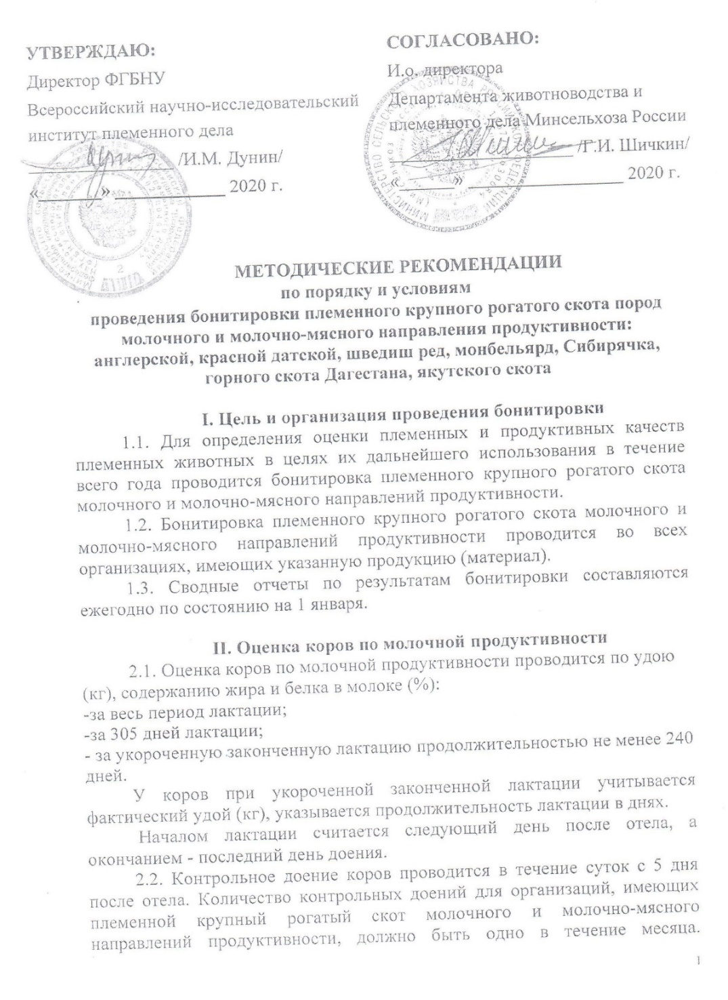 УТВЕРЖДАЮ:
Директор ФГБНУ
Всероссийский научно-исследовательский
институт племенного дела
/И.М. Дунин/
«______» ____________ 2020 г.
СОГЛАСОВАНО:
И.о. директора
Департамента животноводства и
племенного дела Минсельхоза России
/Г.И. Шичкин/
«______» ________________ 2020 г.
МЕТОДИЧЕСКИЕ РЕКОМЕНДАЦИИ
по порядку и условиям
проведения бонитировки племенного крупного рогатого скота пород
молочного и молочно-мясного направления продуктивности:
англерской, красной датской, шведиш ред, монбельярд, Сибирячка,
горного скота Дагестана, якутского скота
I. Цель и организация проведения бонитировки
1.1. Для определения оценки племенных и продуктивных качеств
племенных животных в целях их дальнейшего использования в течение
всего года проводится бонитировка племенного крупного рогатого скота
молочного и молочно-мясного направлений продуктивности.
1.2. Бонитировка племенного крупного рогатого скота молочного и
молочно-мясного направлений продуктивности проводится во всех
организациях, имеющих указанную продукцию (материал).
1.3. Сводные отчеты по результатам бонитировки составляются
ежегодно по состоянию на 1 января.
II. Оценка коров по молочной продуктивности
2.1. Оценка коров по молочной продуктивности проводится по удою
(кг), содержанию жира и белка в молоке (%):
-за весь период лактации;
-за 305 дней лактации;
- за укороченную законченную лактацию продолжительностью не менее 240
дней.
У коров при укороченной законченной лактации учитывается
фактический удой (кг), указывается продолжительность лактации в днях.
Началом лактации считается следующий день после отела, а
окончанием - последний день доения.
2.2. Контрольное доение коров проводится в течение суток с 5 дня
после отела. Количество контрольных доений для организаций, имеющих
племенной крупный рогатый скот молочного и молочно-мясного
направлений продуктивности, должно быть одно в течение месяца.
1